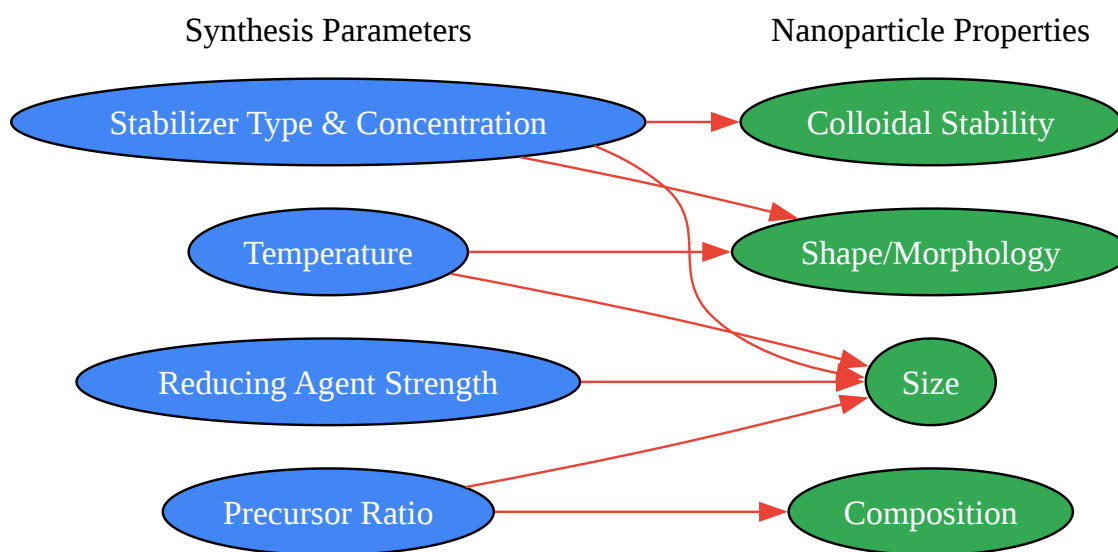 Synthesis Parameters
Nanoparticle Properties
Stabilizer Type & Concentration
Colloidal Stability
Temperature
Shape/Morphology
Reducing Agent Strength
Size
Precursor Ratio
Composition